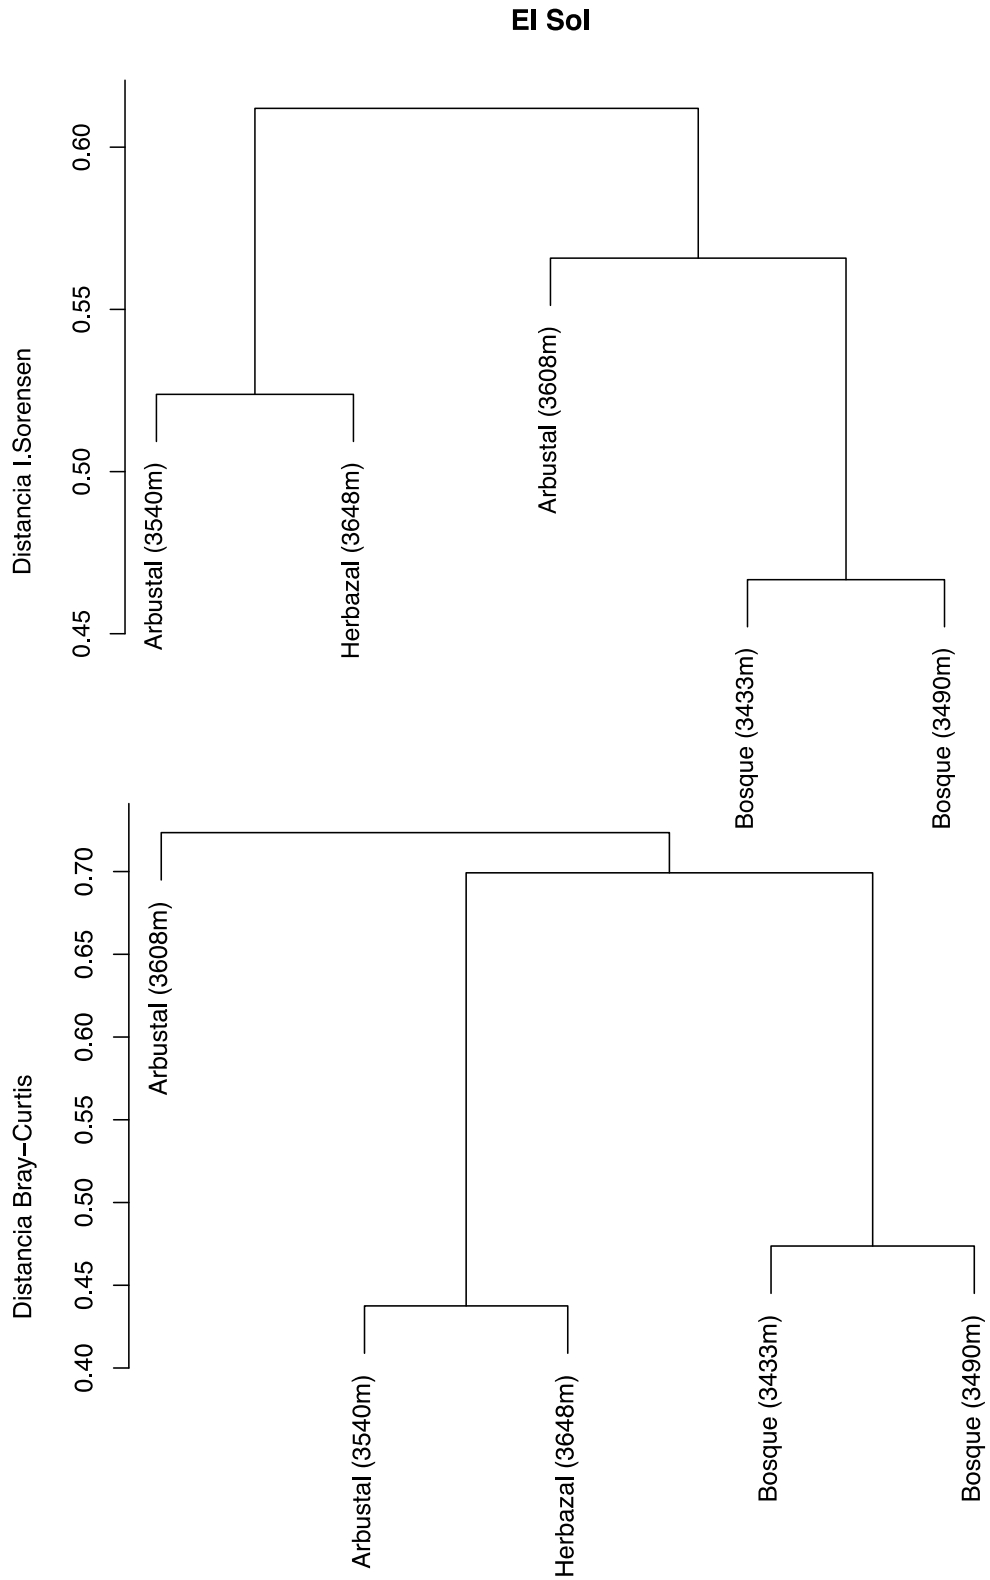 El Sol
Distancia I.Sorensen
0.60
0.55
0.50
0.45
Arbustal (3540m)
Herbazal (3648m)
Arbustal (3608m)
Bosque (3433m)
Bosque (3490m)
Distancia Bray−Curtis
0.70
0.65
0.60
0.55
0.50
0.45
0.40
Arbustal (3608m)
Arbustal (3540m)
Herbazal (3648m)
Bosque (3433m)
Bosque (3490m)